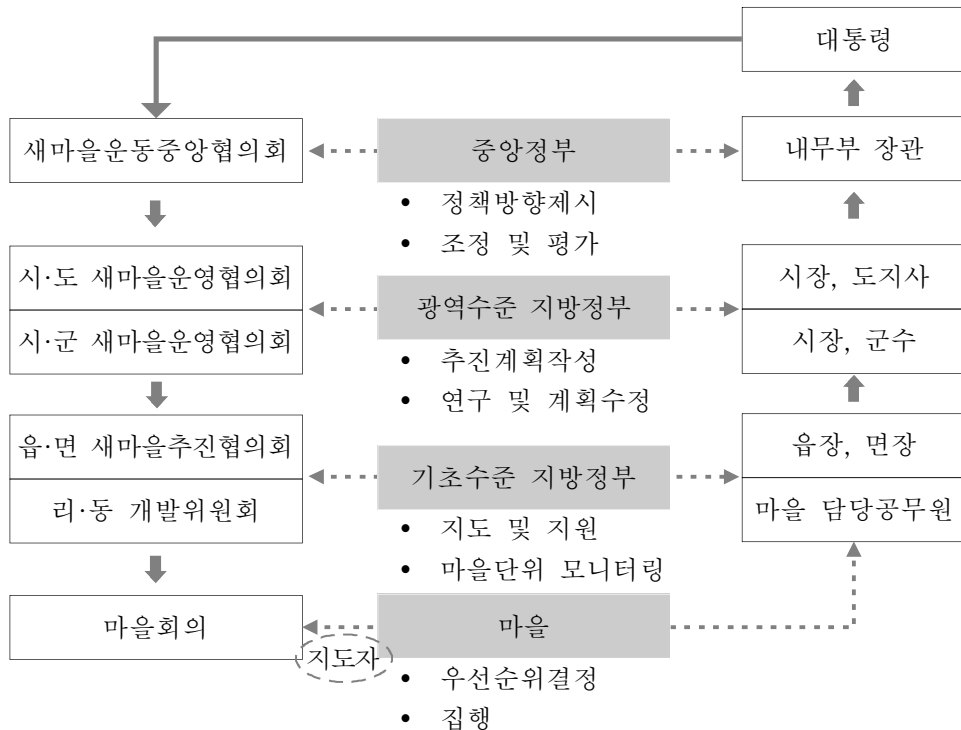 대통령
새마을운동중앙협의회
중앙정부
내무부 장관
• 정책방향제시
• 조정 및 평가
시·도 새마을운영협의회
광역수준 지방정부
시장, 도지사
시·군 새마을운영협의회
시장, 군수
• 추진계획작성
• 연구 및 계획수정
읍·면 새마을추진협의회
기초수준 지방정부
읍장, 면장
리·동 개발위원회
마을 담당공무원
• 지도 및 지원
• 마을단위 모니터링
마을회의
마을
지도자
• 우선순위결정
• 집행